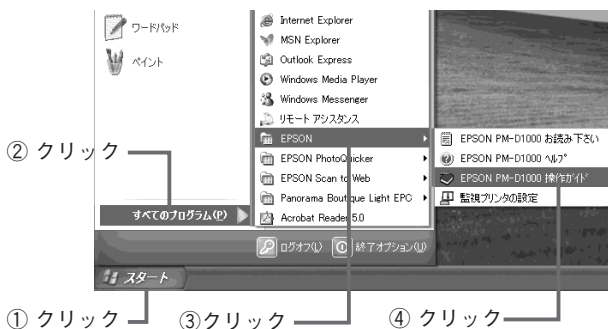 ワードパッド
ペイント
Internet Explorer
MSN Explorer
Outlook Express
Windows Media Player
Windows Messenger
リモート アシスタンス
EPSON
EPSON PhotoQuicker
EPSON Scan to Web
Panorama Boutique Light EPC
Acrobat Reader 5.0
EPSON PM-D1000 お読み下さい
EPSON PM-D1000 ﾍﾙﾌﾟ
EPSON PM-D1000 操作ｶﾞｲﾄﾞ
監視プリンタの設定
② クリック
すべてのプログラム(P)
ログオフ(L)
終了オプション(U)
スタート
① クリック
③クリック
④ クリック